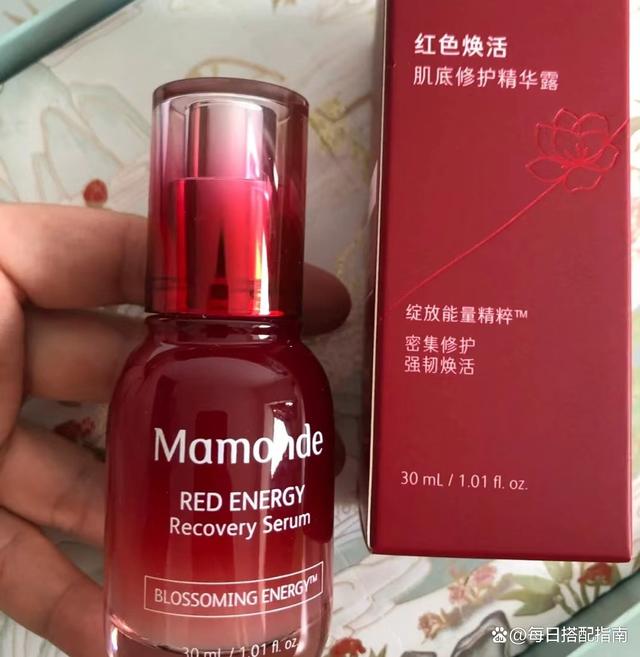 红色焕活
肌底修护精华露
绽放能量精粹™
密集修护
强韧焕活
30 mL / 1.01 fl. oz.
Mamonde
RED ENERGY
Recovery Serum
BLOSSOMING ENERGY™
30 mL / 1.01 fl. oz.
@每日搭配指南